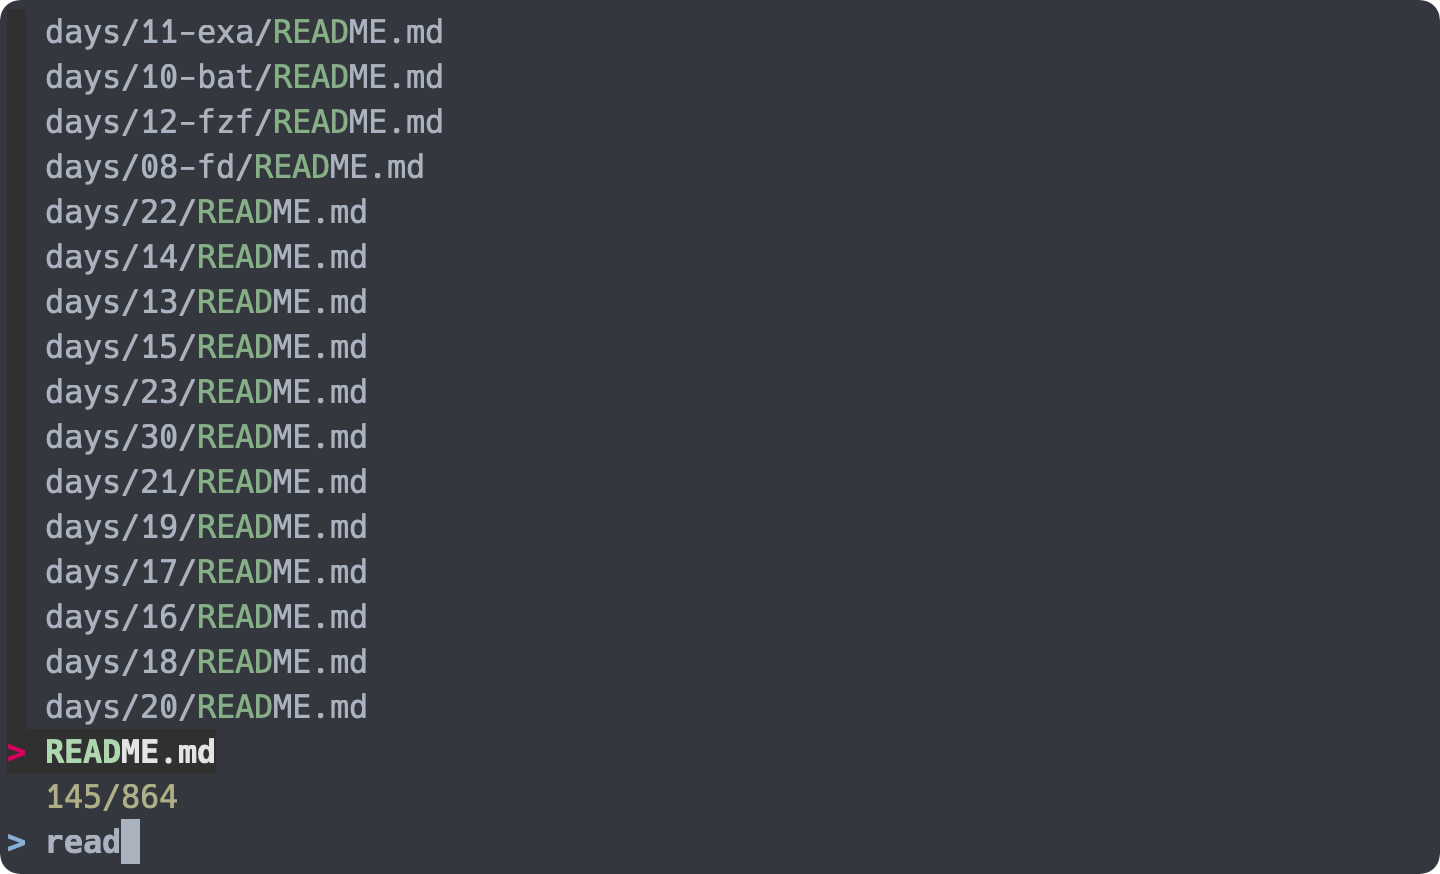 days/11-exa/README.md
days/10-bat/README.md
days/12-fzf/README.md
days/08-fd/README.md
days/22/README.md
days/14/README.md
days/13/README.md
days/15/README.md
days/23/README.md
days/30/README.md
days/21/README.md
days/19/README.md
days/17/README.md
days/16/README.md
days/18/README.md
days/20/README.md
> README.md
145/864
> read